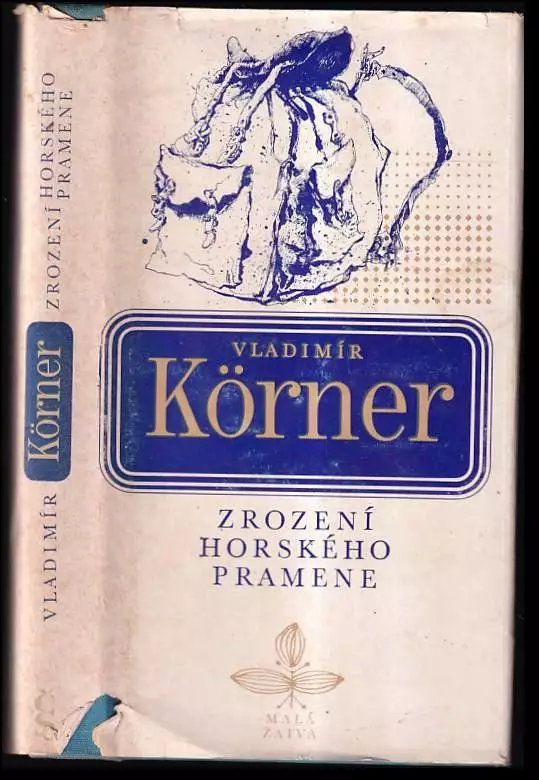 VLADIMÍR
Körner
ZROZENÍ
HORSKÉHO
PRAMENE
MALÁ
ŽATVA
VLADIMÍR Körner ZROZENÍ HORSKÉHO
PRAMENE